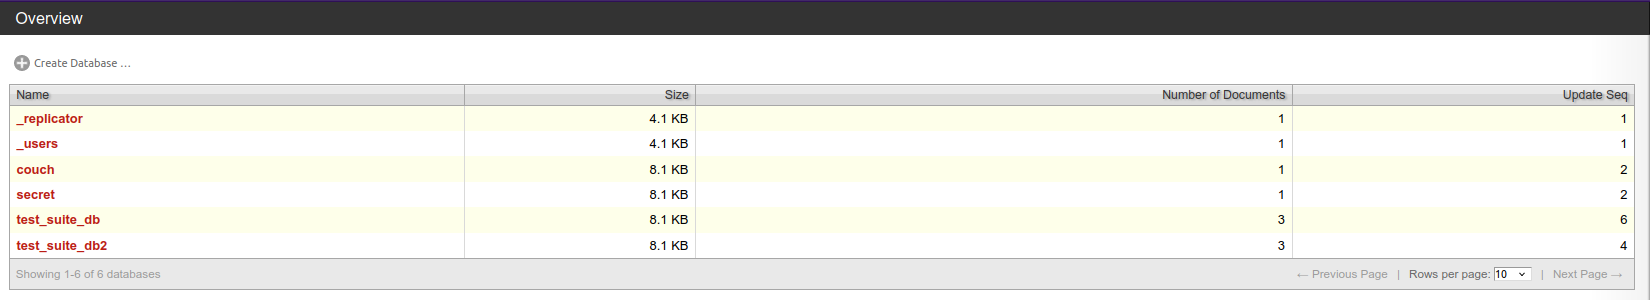 Overview
Create Database ...
Name Size Number of Documents Update Seq
_replicator 4.1 KB 1 1
_users 4.1 KB 1 1
couch 8.1 KB 1 2
secret 8.1 KB 1 2
test_suite_db 8.1 KB 3 6
test_suite_db2 8.1 KB 3 4
Showing 1-6 of 6 databases ← Previous Page | Rows per page: 10 | Next Page →